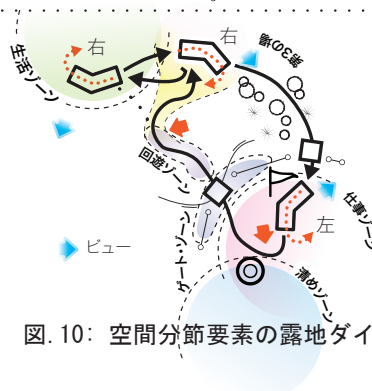 生活ゾーン
右
右
第3の場
回遊ゾーン
ゲートゾーン
仕事ゾーン
左
ビュー
清めゾーン
図.10: 空間分節要素の露地ダイ